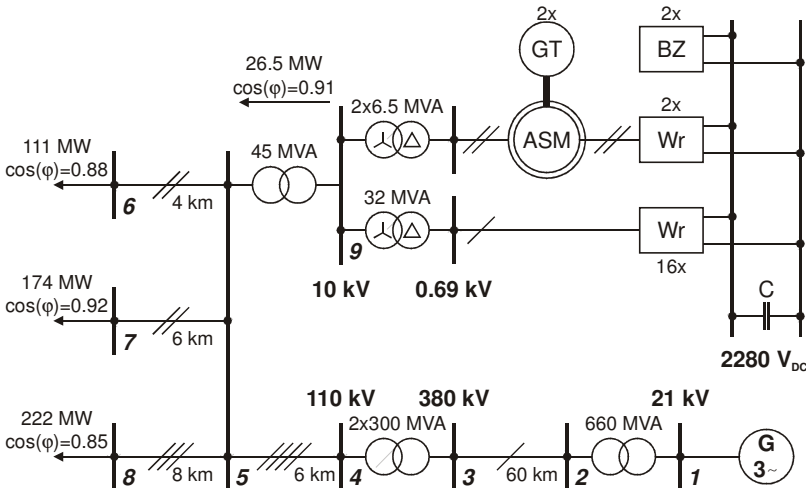 2x
GT
2x
BZ
26.5 MW
cos(φ)=0.91
2x6.5 MVA
2x
ASM
Wr
111 MW
cos(φ)=0.88
45 MVA
6
4 km
32 MVA
9
Wr
16x
10 kV
0.69 kV
174 MW
cos(φ)=0.92
7
6 km
C
2280 V_DC
110 kV
380 kV
21 kV
222 MW
cos(φ)=0.85
2x300 MVA
660 MVA
G
3~
8
8 km
5
6 km
4
3
60 km
2
1